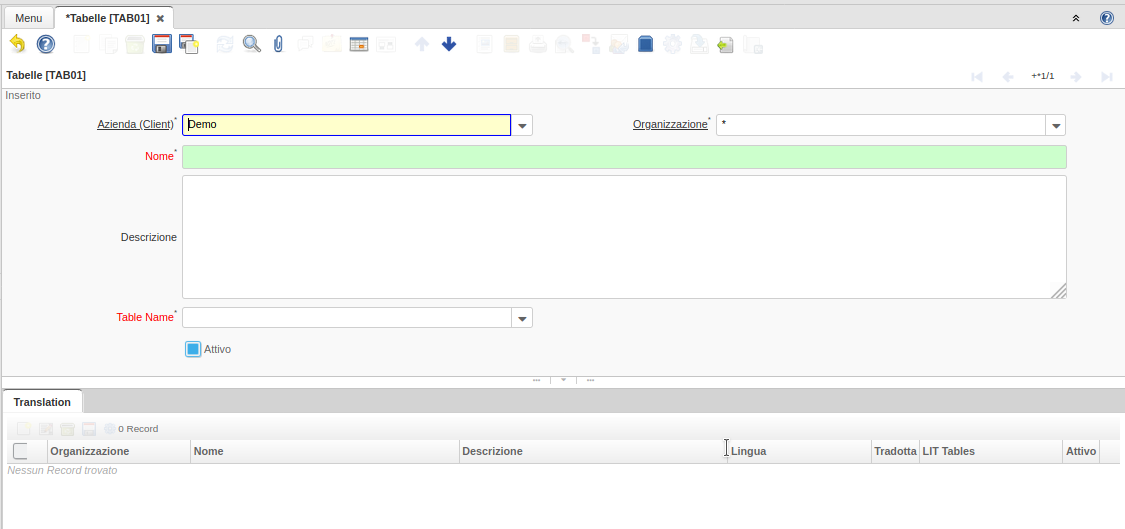 Menu
*Tabelle [TAB01]
Tabelle [TAB01]
+*1/1
Inserito
Azienda (Client)*
Demo
Organizzazione*
*
Nome*
Descrizione
Table Name*
Attivo
Translation
0 Record
Organizzazione Nome Descrizione Lingua Tradotta LIT Tables Attivo
Nessun Record trovato